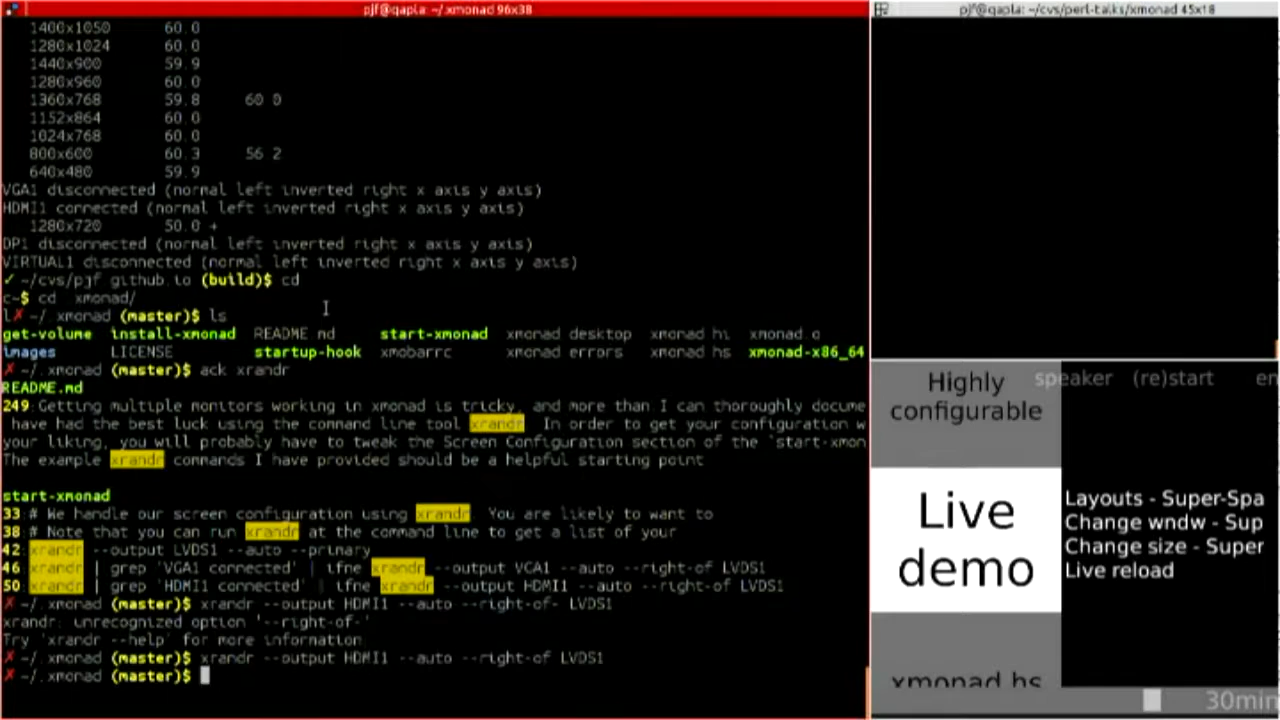 pjf@qapla: ~/.xmonad 96x38
1400x1050 60.0
1280x1024 60.0
1440x900 59.9
1280x960 60.0
1360x768 59.8 60 0
1152x864 60.0
1024x768 60.0
800x600 60.3 56 2
640x480 59.9
VGA1 disconnected (normal left inverted right x axis y axis)
HDMI1 connected (normal left inverted right x axis y axis)
1280x720 50.0 +
DP1 disconnected (normal left inverted right x axis y axis)
VIRTUAL1 disconnected (normal left inverted right x axis y axis)
✓ ~/cvs/pjf github.io (build)$ cd
c~$ cd .xmonad/
l✗ ~/.xmonad (master)$ ls
get-volume install-xmonad README md start-xmonad xmonad desktop xmonad hi xmonad o
images LICENSE startup-hook xmobarrc xmonad errors xmonad hs xmonad-x86_64
✗ ~/.xmonad (master)$ ack xrandr
README.md
249:Getting multiple monitors working in xmonad is tricky, and more than I can thoroughly docume
have had the best luck using the command line tool xrandr. In order to get your configuration w
your liking, you will probably have to tweak the Screen Configuration section of the `start-xmon
The example xrandr commands I have provided should be a helpful starting point
start-xmonad
33:# We handle our screen configuration using xrandr. You are likely to want to
38:# Note that you can run xrandr at the command line to get a list of your
42:xrandr --output LVDS1 --auto --primary
46:xrandr | grep 'VGA1 connected' | ifne xrandr --output VGA1 --auto --right-of LVDS1
50:xrandr | grep 'HDMI1 connected' | ifne xrandr --output HDMI1 --auto --right-of LVDS1
✗ ~/.xmonad (master)$ xrandr --output HDMI1 --auto --right-of- LVDS1
xrandr: unrecognized option '--right-of-'
Try 'xrandr --help' for more information.
✗ ~/.xmonad (master)$ xrandr --output HDMI1 --auto --right-of LVDS1
✗ ~/.xmonad (master)$
pjf@qapla: ~/cvs/perl-talks/xmonad 45x18
Highly
configurable
Live
demo
xmonad hs
speaker (re)start en
Layouts - Super-Spa
Change wndw - Sup
Change size - Super
Live reload
30min